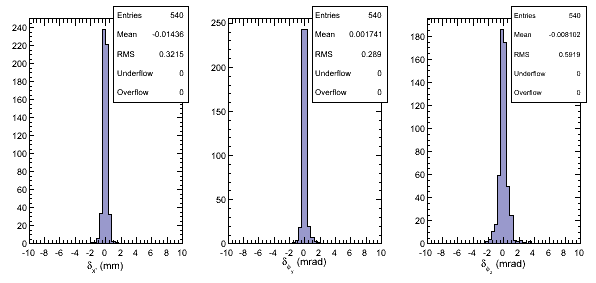 Entries 540
Mean -0.01436
RMS 0.3215
Underflow 0
Overflow 0
240
220
200
180
160
140
120
100
80
60
40
20
0
-10 -8 -6 -4 -2 0 2 4 6 8 10
(mm)
Entries 540
Mean 0.001741
RMS 0.289
Underflow 0
Overflow 0
250
200
150
100
50
0
-10 -8 -6 -4 -2 0 2 4 6 8 10
(mrad)
Entries 540
Mean -0.008102
RMS 0.5919
Underflow 0
Overflow 0
180
160
140
120
100
80
60
40
20
0
-10 -8 -6 -4 -2 0 2 4 6 8 10
(mrad)